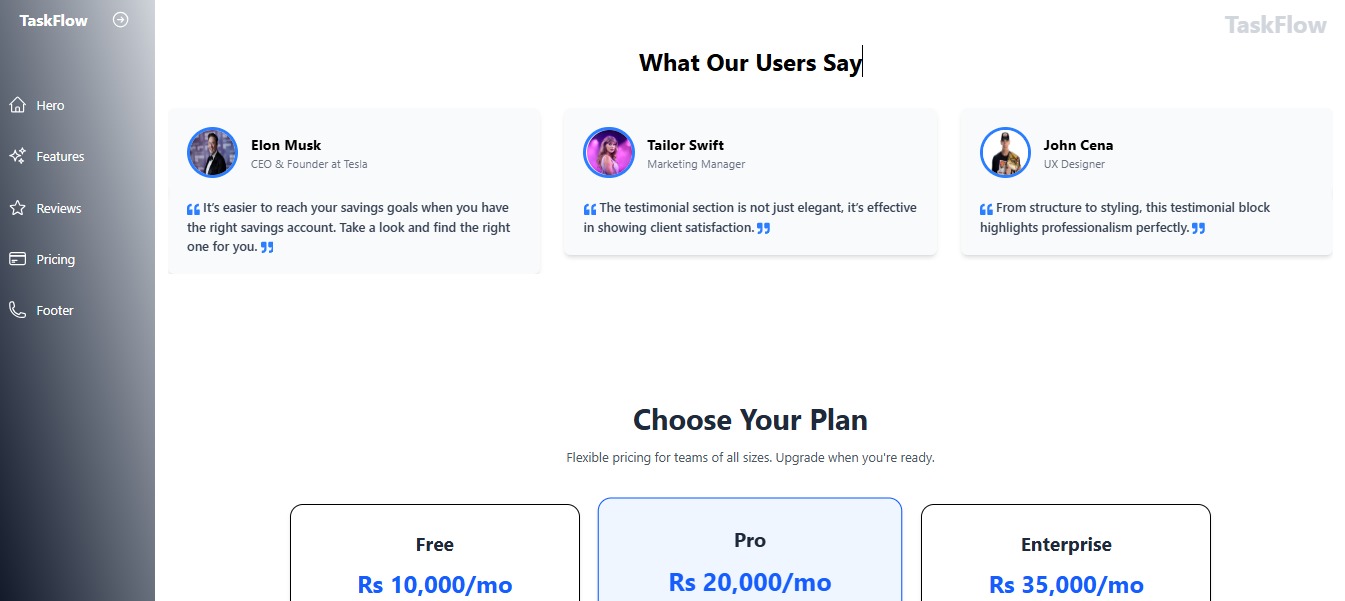 TaskFlow
Hero
Features
Reviews
Pricing
Footer
TaskFlow
What Our Users Say
Elon Musk
CEO & Founder at Tesla
“ It’s easier to reach your savings goals when you have
the right savings account. Take a look and find the right
one for you. ”
Tailor Swift
Marketing Manager
“ The testimonial section is not just elegant, it’s effective
in showing client satisfaction. ”
John Cena
UX Designer
“ From structure to styling, this testimonial block
highlights professionalism perfectly. ”
Choose Your Plan
Flexible pricing for teams of all sizes. Upgrade when you're ready.
Free
Rs 10,000/mo
Pro
Rs 20,000/mo
Enterprise
Rs 35,000/mo